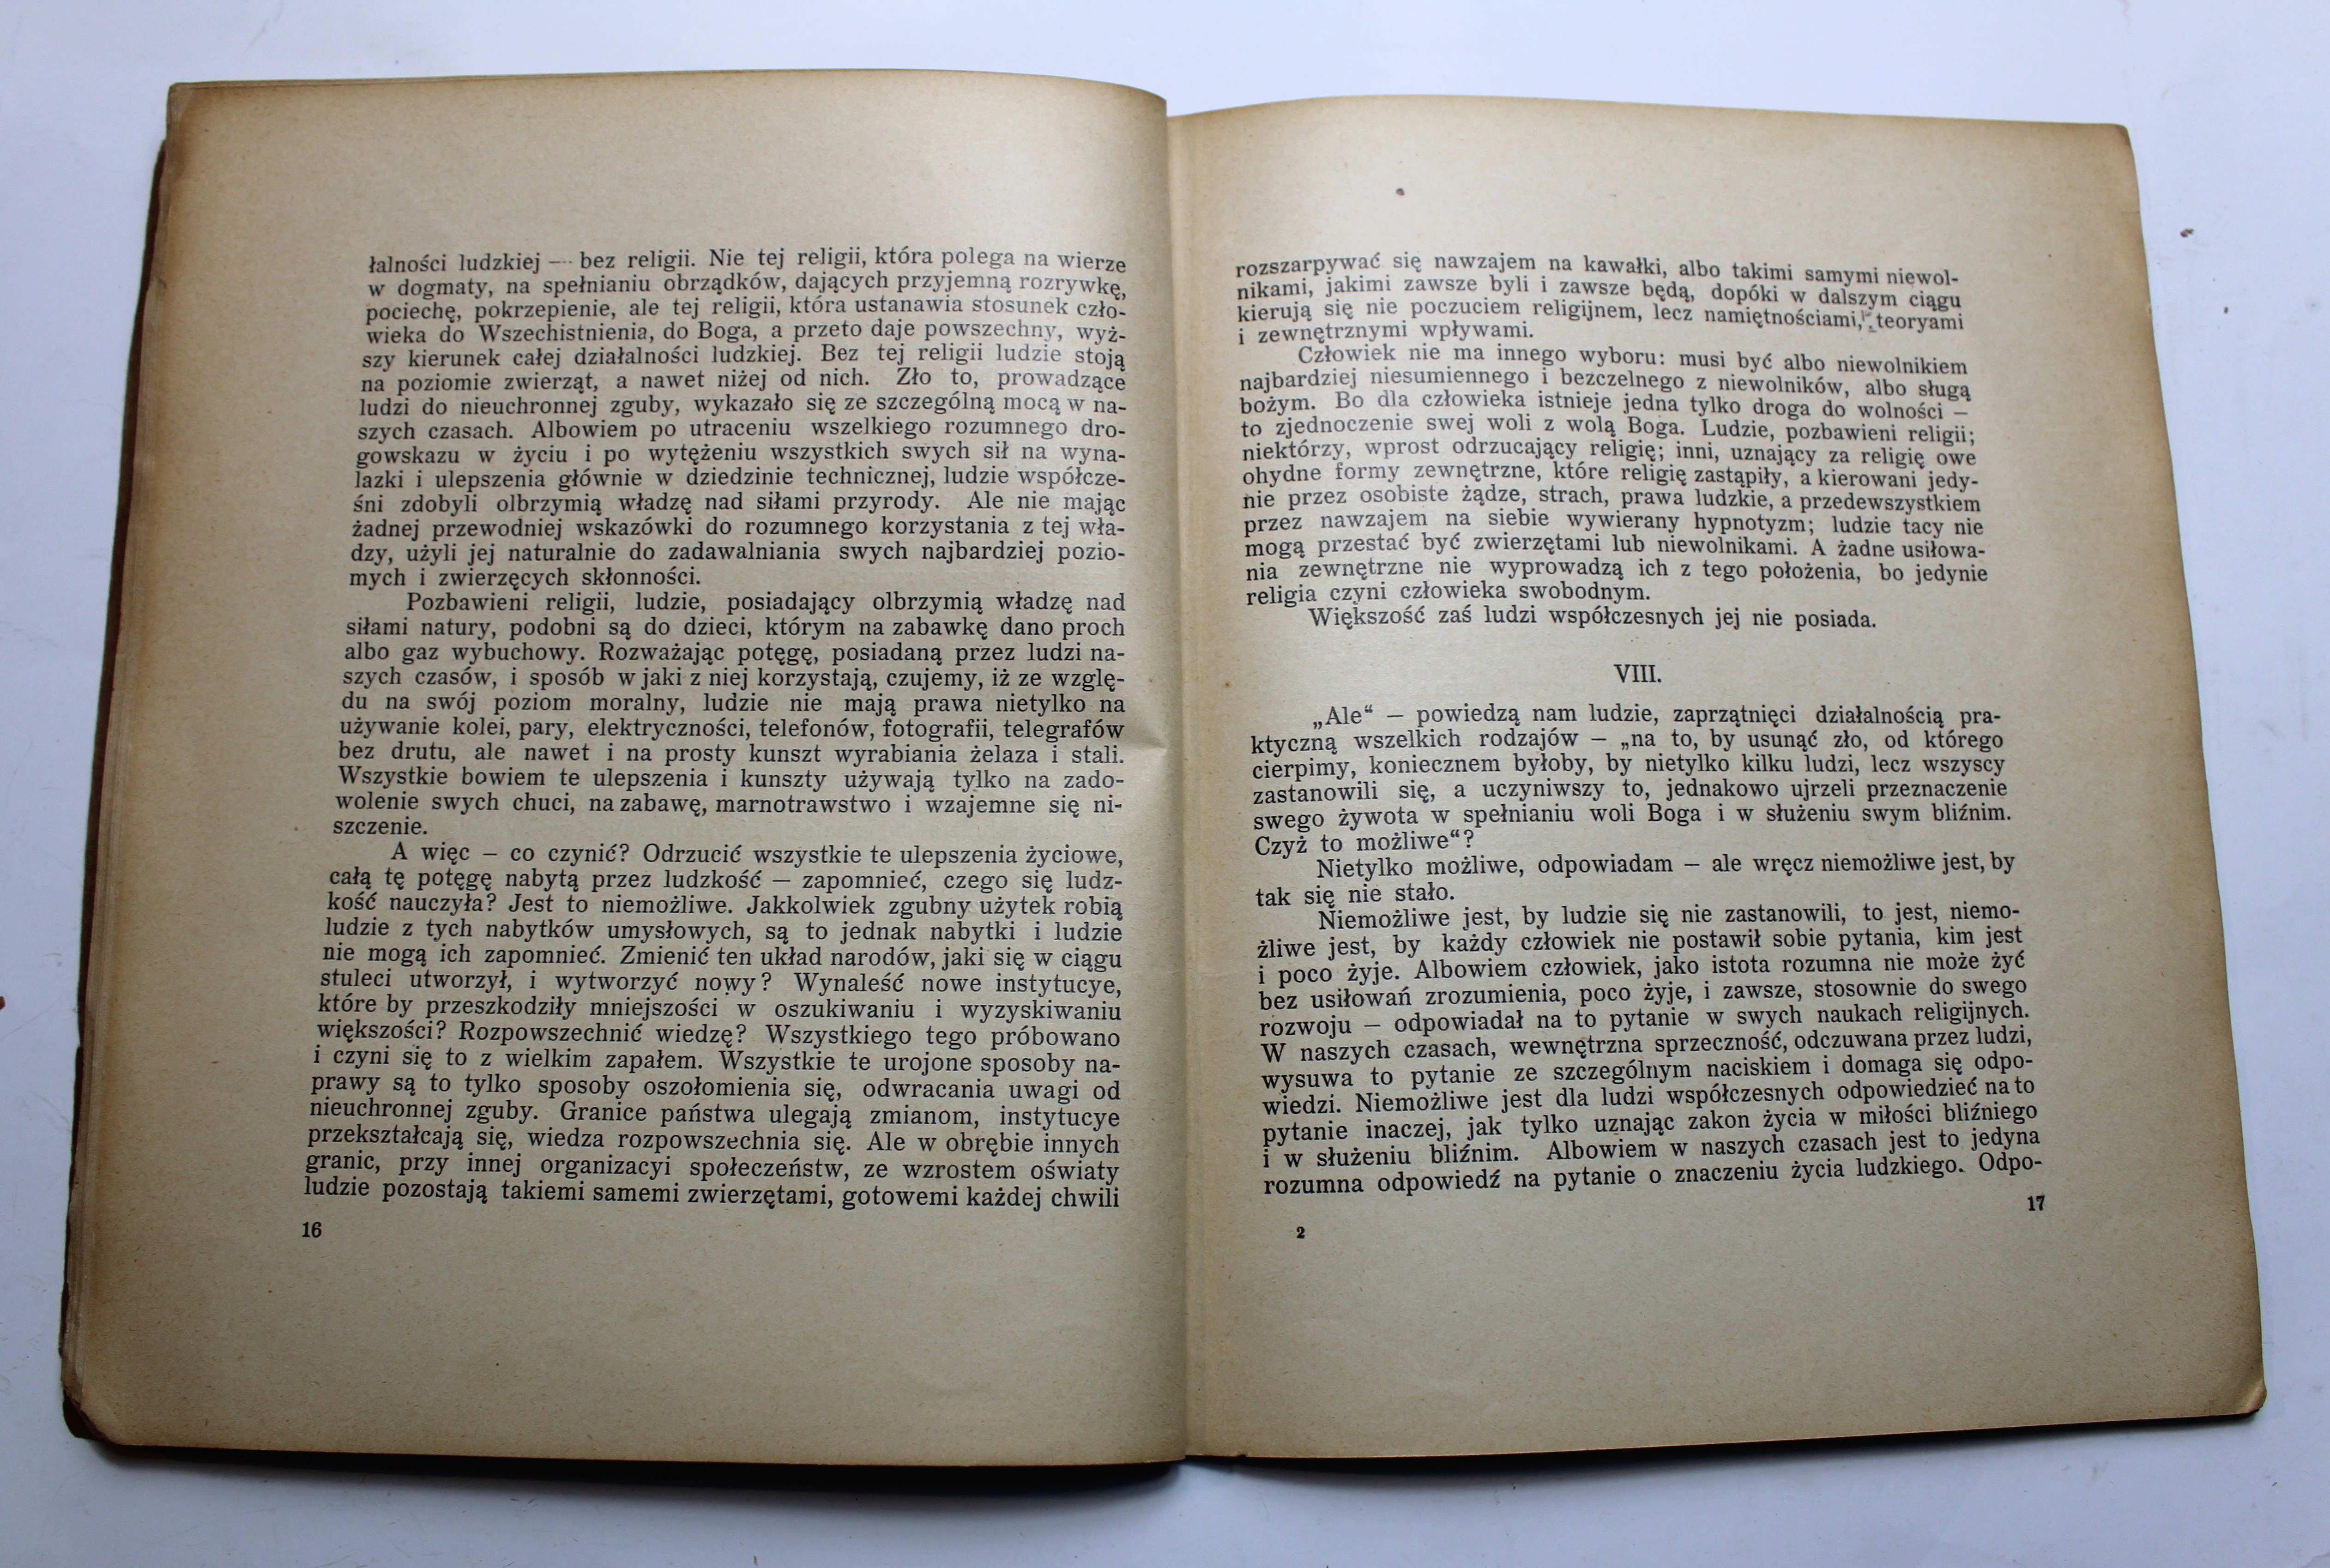 łalności ludzkiej — bez religii. Nie tej religii, która polega na wierze
w dogmaty, na spełnianiu obrządków, dających przyjemną rozrywkę,
pociechę, pokrzepienie, ale tej religii, która ustanawia stosunek czło-
wieka do Wszechistnienia, do Boga, a przeto daje powszechny, wyż-
szy kierunek całej działalności ludzkiej. Bez tej religii ludzie stoją
na poziomie zwierząt, a nawet niżej od nich. Zło to, prowadzące
ludzi do nieuchronnej zguby, wykazało się ze szczególną mocą w na-
szych czasach. Albowiem po utraceniu wszelkiego rozumnego dro-
gowskazu w życiu i po wytężeniu wszystkich swych sił na wyna-
lazki i ulepszenia głównie w dziedzinie technicznej, ludzie współcze-
śni zdobyli olbrzymią władzę nad siłami przyrody. Ale nie mając
żadnej przewodniej wskazówki do rozumnego korzystania z tej wła-
dzy, użyli jej naturalnie do zadawalniania swych najbardziej pozio-
mych i zwierzęcych skłonności.
Pozbawieni religii, ludzie, posiadający olbrzymią władzę nad
siłami natury, podobni są do dzieci, którym na zabawkę dano proch
albo gaz wybuchowy. Rozważając potęgę, posiadaną przez ludzi na-
szych czasów, i sposób w jaki z niej korzystają, czujemy, iż ze wzglę-
du na swój poziom moralny, ludzie nie mają prawa nietylko na
używanie kolei, pary, elektryczności, telefonów, fotografii, telegrafów
bez drutu, ale nawet i na prosty kunszt wyrabiania żelaza i stali.
Wszystkie bowiem te ulepszenia i kunszty używają tylko na zado-
wolenie swych chuci, na zabawę, marnotrawstwo i wzajemne się ni-
szczenie.
A więc — co czynić? Odrzucić wszystkie te ulepszenia życiowe,
całą tę potęgę nabytą przez ludzkość — zapomnieć, czego się ludz-
kość nauczyła? Jest to niemożliwe. Jakkolwiek zgubny użytek robią
ludzie z tych nabytków umysłowych, są to jednak nabytki i ludzie
nie mogą ich zapomnieć. Zmienić ten układ narodów, jaki się w ciągu
stuleci utworzył, i wytworzyć nowy? Wynaleść nowe instytucye,
które by przeszkodziły mniejszości w oszukiwaniu i wyzyskiwaniu
większości? Rozpowszechnić wiedzę? Wszystkiego tego próbowano
i czyni się to z wielkim zapałem. Wszystkie te urojone sposoby na-
prawy są to tylko sposoby oszołomienia się, odwracania uwagi od
nieuchronnej zguby. Granice państwa ulegają zmianom, instytucye
przekształcają się, wiedza rozpowszechnia się. Ale w obrębie innych
granic, przy innej organizacyi społeczeństw, ze wzrostem oświaty
ludzie pozostają takiemi samemi zwierzętami, gotowemi każdej chwili
16
rozszarpywać się nawzajem na kawałki, albo takimi samymi niewol-
nikami, jakimi zawsze byli i zawsze będą, dopóki w dalszym ciągu
kierują się nie poczuciem religijnem, lecz namiętnościami, teoryami
i zewnętrznymi wpływami.
Człowiek nie ma innego wyboru: musi być albo niewolnikiem
najbardziej niesumiennego i bezczelnego z niewolników, albo sługą
bożym. Bo dla człowieka istnieje jedna tylko droga do wolności —
to zjednoczenie swej woli z wolą Boga. Ludzie, pozbawieni religii;
niektórzy, wprost odrzucający religię; inni, uznający za religię owe
ohydne formy zewnętrzne, które religię zastąpiły, a kierowani jedy-
nie przez osobiste żądze, strach, prawa ludzkie, a przedewszystkiem
przez nawzajem na siebie wywierany hypnotyzm; ludzie tacy nie
mogą przestać być zwierzętami lub niewolnikami. A żadne usiłowa-
nia zewnętrzne nie wyprowadzą ich z tego położenia, bo jedynie
religia czyni człowieka swobodnym.
Większość zaś ludzi współczesnych jej nie posiada.
VIII.
„Ale“ — powiedzą nam ludzie, zaprzątnięci działalnością pra-
ktyczną wszelkich rodzajów — „na to, by usunąć zło, od którego
cierpimy, koniecznem byłoby, by nietylko kilku ludzi, lecz wszyscy
zastanowili się, a uczyniwszy to, jednakowo ujrzeli przeznaczenie
swego żywota w spełnianiu woli Boga i w służeniu swym bliźnim.
Czyż to możliwe“?
Nietylko możliwe, odpowiadam — ale wręcz niemożliwe jest, by
tak się nie stało.
Niemożliwe jest, by ludzie się nie zastanowili, to jest, niemo-
żliwe jest, by każdy człowiek nie postawił sobie pytania, kim jest
i poco żyje. Albowiem człowiek, jako istota rozumna nie może żyć
bez usiłowań zrozumienia, poco żyje, i zawsze, stosownie do swego
rozwoju — odpowiadał na to pytanie w swych naukach religijnych.
W naszych czasach, wewnętrzna sprzeczność, odczuwana przez ludzi,
wysuwa to pytanie ze szczególnym naciskiem i domaga się odpo-
wiedzi. Niemożliwe jest dla ludzi współczesnych odpowiedzieć na to
pytanie inaczej, jak tylko uznając zakon życia w miłości bliźniego
i w służeniu bliźnim. Albowiem w naszych czasach jest to jedyna
rozumna odpowiedź na pytanie o znaczeniu życia ludzkiego. Odpo-
17
2